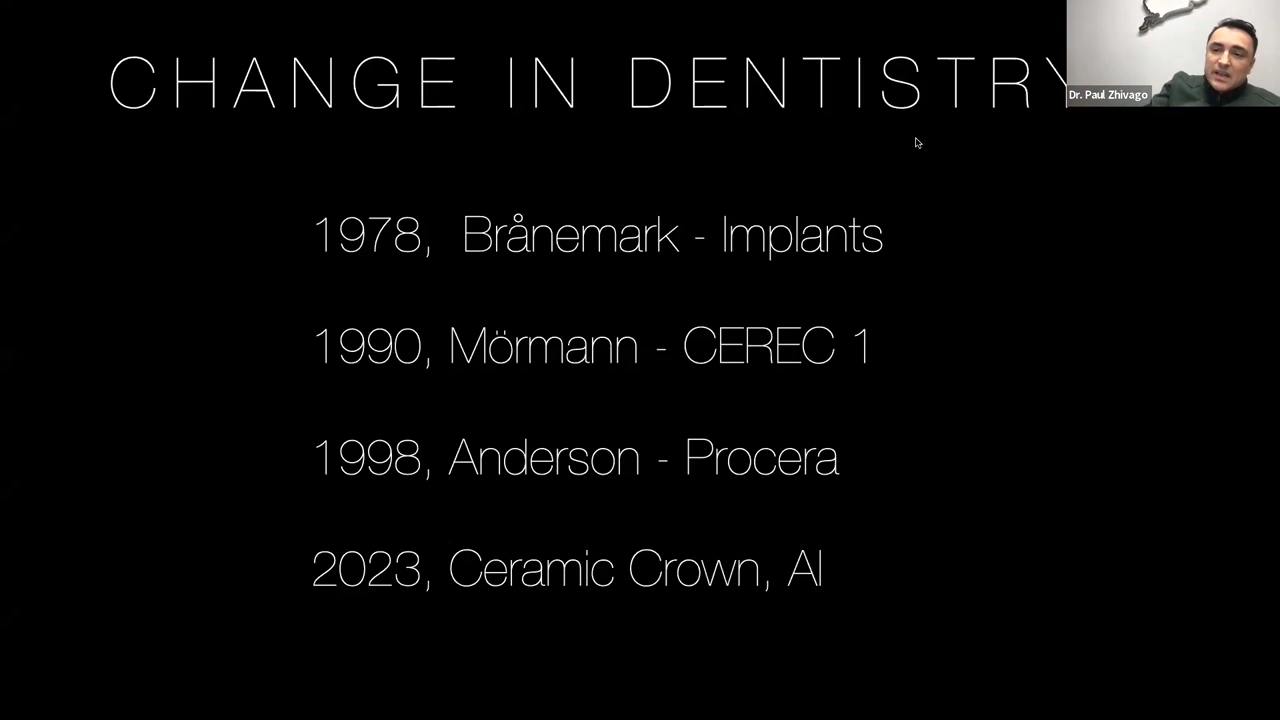 CHANGE IN DENTISTRY
Dr. Paul Zhivago
1978, Brånemark - Implants
1990, Mörmann - CEREC 1
1998, Anderson - Procera
2023, Ceramic Crown, AI